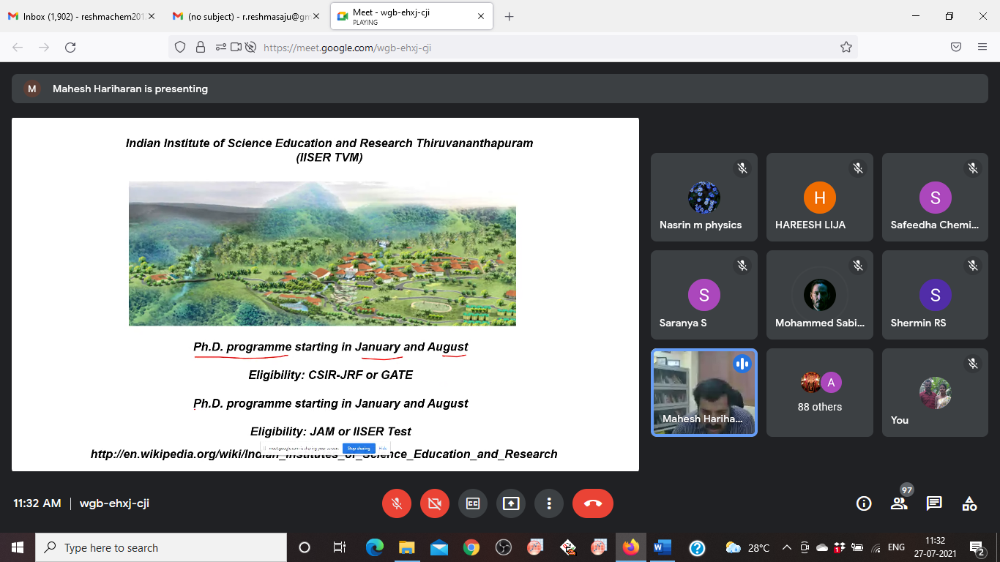 Inbox (1,902) - reshmachem201
(no subject) - r.reshmasaju@gm
Meet - wgb-ehxj-cji
PLAYING
https://meet.google.com/wgb-ehxj-cji
M
Mahesh Hariharan is presenting
Indian Institute of Science Education and Research Thiruvananthapuram
(IISER TVM)
Ph.D. programme starting in January and August
Eligibility: CSIR-JRF or GATE
Ph.D. programme starting in January and August
Eligibility: JAM or IISER Test
meet.google.com is sharing your screen. Stop sharing Hide
http://en.wikipedia.org/wiki/Indian_Institutes_of_Science_Education_and_Research
Nasrin m physics
H
HAREESH LIJA
S
Safeedha Chemi...
S
Saranya S
Mohammed Sabi...
S
Shermin RS
Mahesh Hariha...
A
88 others
You
11:32 AM | wgb-ehxj-cji
CC
97
Type here to search
W
1
28°C
ENG
11:32
27-07-2021
2